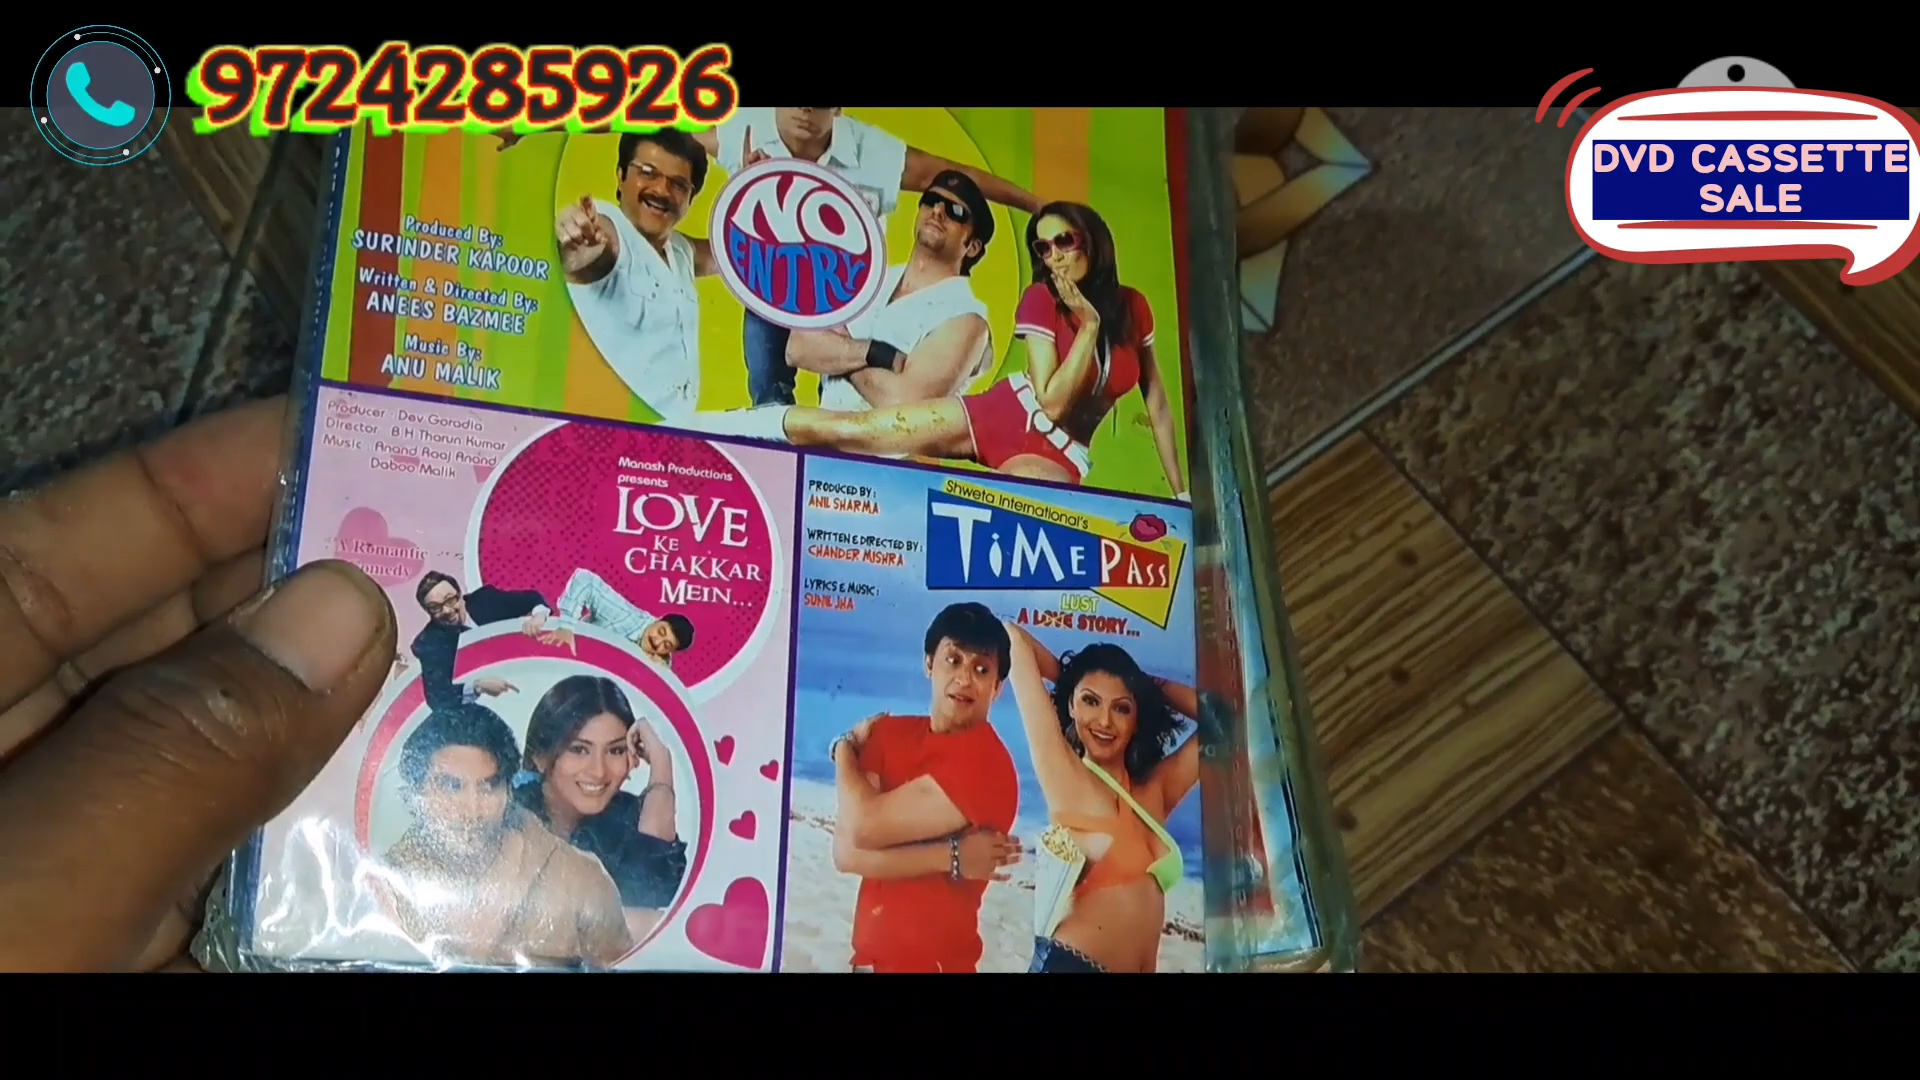 9724285926
DVD CASSETTE
SALE
NO
ENTRY
Produced By:
SURINDER KAPOOR
Written & Directed By:
ANEES BAZMEE
Music By:
ANU MALIK
Producer : Dev Goradia
Director : B H Tharun Kumar
Music : Anand Raaj Anand
Daboo Malik
A Romantic
Comedy
Manash Productions
presents
LOVE
KE
CHAKKAR
MEIN...
PRODUCED BY:
ANIL SHARMA
WRITTEN & DIRECTED BY:
CHANDER MISHRA
LYRICS & MUSIC:
SUNIL JHA
Shweta International's
TiME PASS
LUST
A LOVE STORY...